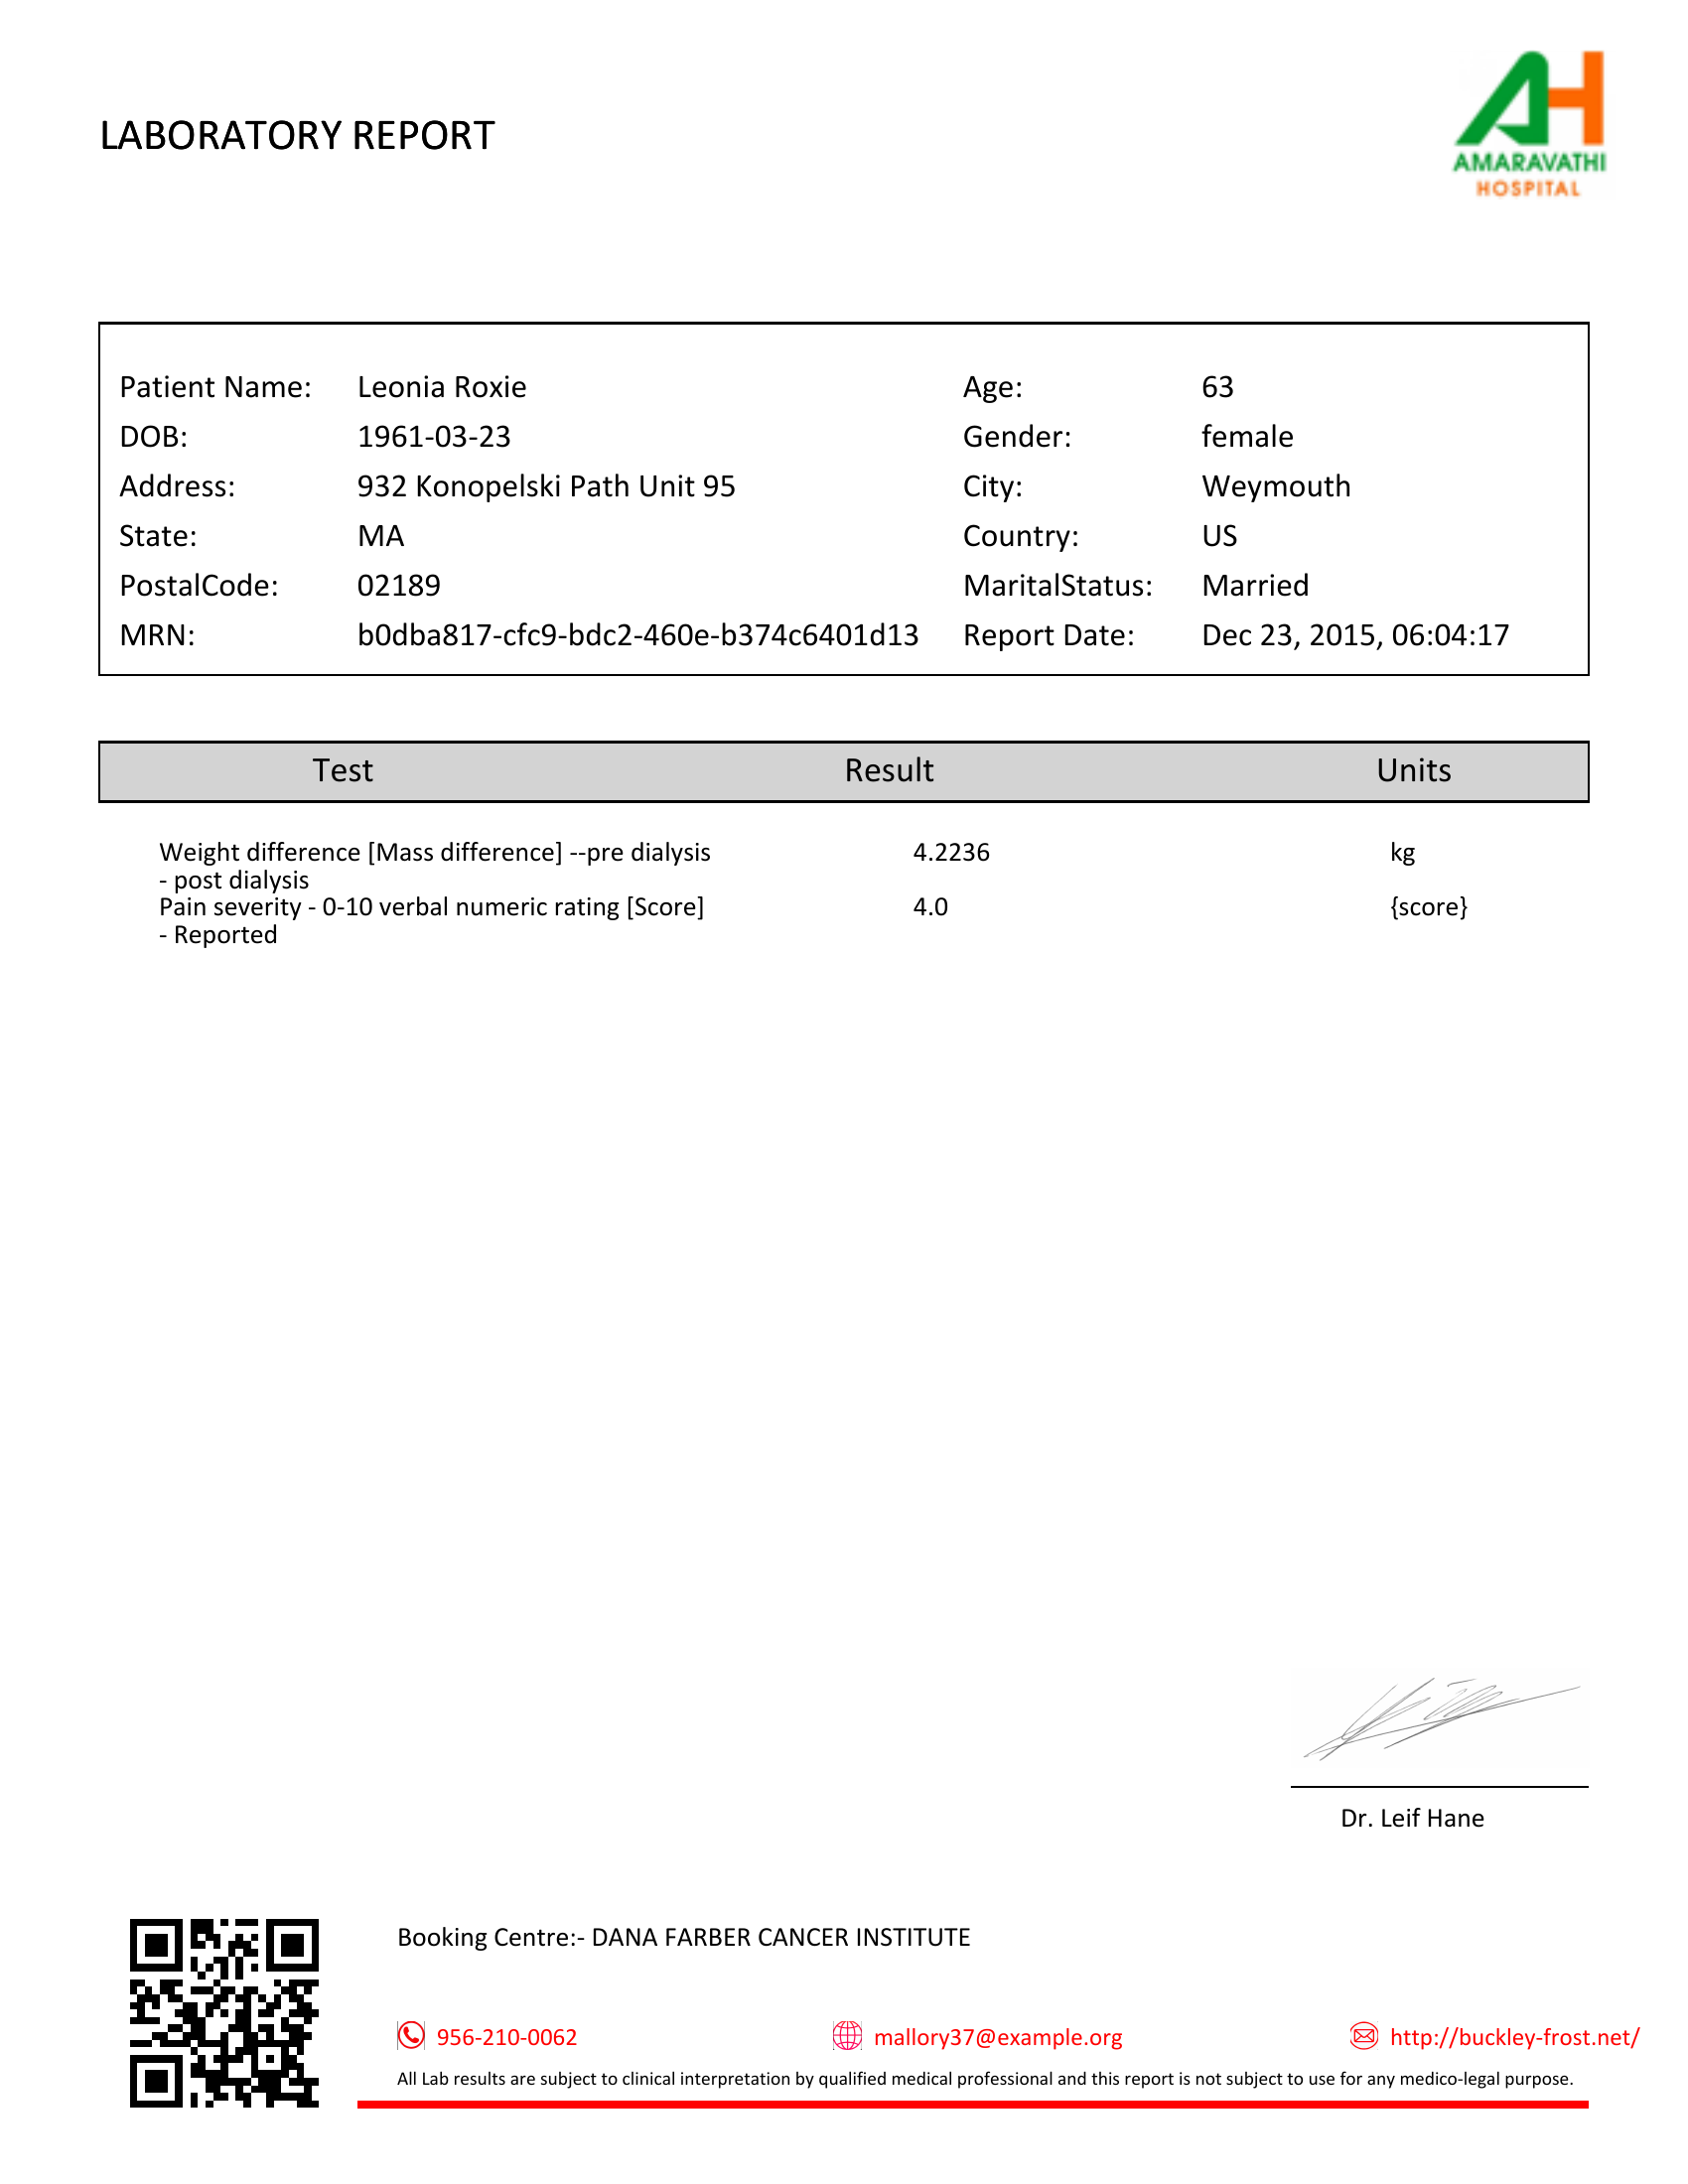 LABORATORY REPORT
AMARAVATHI
HOSPITAL
Patient Name: Leonia Roxie Age: 63
DOB: 1961-03-23 Gender: female
Address: 932 Konopelski Path Unit 95 City: Weymouth
State: MA Country: US
PostalCode: 02189 MaritalStatus: Married
MRN: b0dba817-cfc9-bdc2-460e-b374c6401d13 Report Date: Dec 23, 2015, 06:04:17
Test Result Units
Weight difference [Mass difference] --pre dialysis 4.2236 kg
- post dialysis
Pain severity - 0-10 verbal numeric rating [Score] 4.0 {score}
- Reported
Dr. Leif Hane
Booking Centre:- DANA FARBER CANCER INSTITUTE
956-210-0062 mallory37@example.org http://buckley-frost.net/
All Lab results are subject to clinical interpretation by qualified medical professional and this report is not subject to use for any medico-legal purpose.